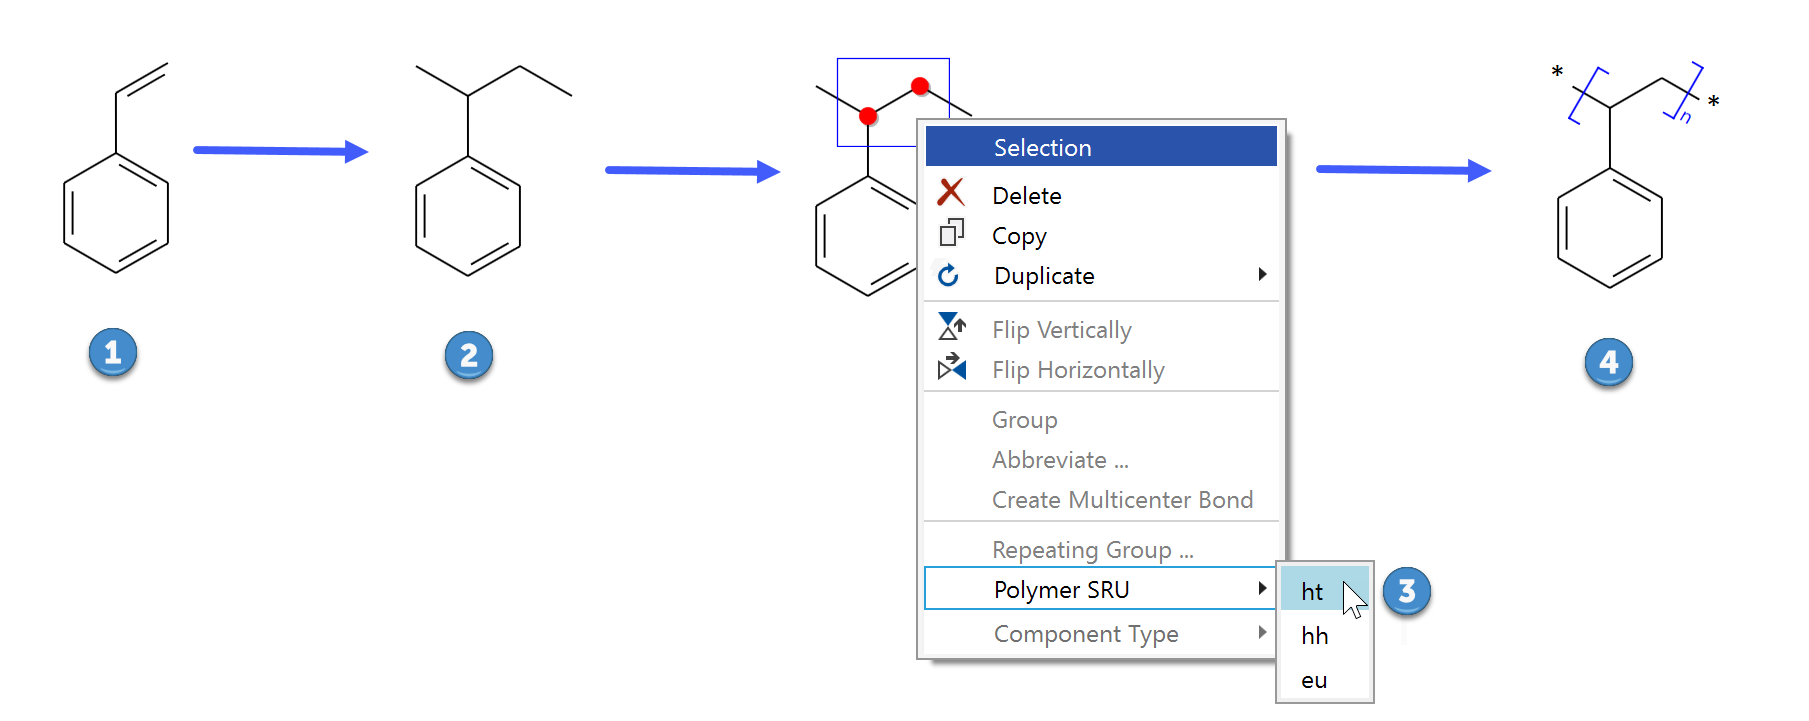 * * n
Selection
Delete
Copy
Duplicate
Flip Vertically
Flip Horizontally
Group
Abbreviate ...
Create Multicenter Bond
Repeating Group ...
Polymer SRU
Component Type
ht
hh
eu
1
2
3
4